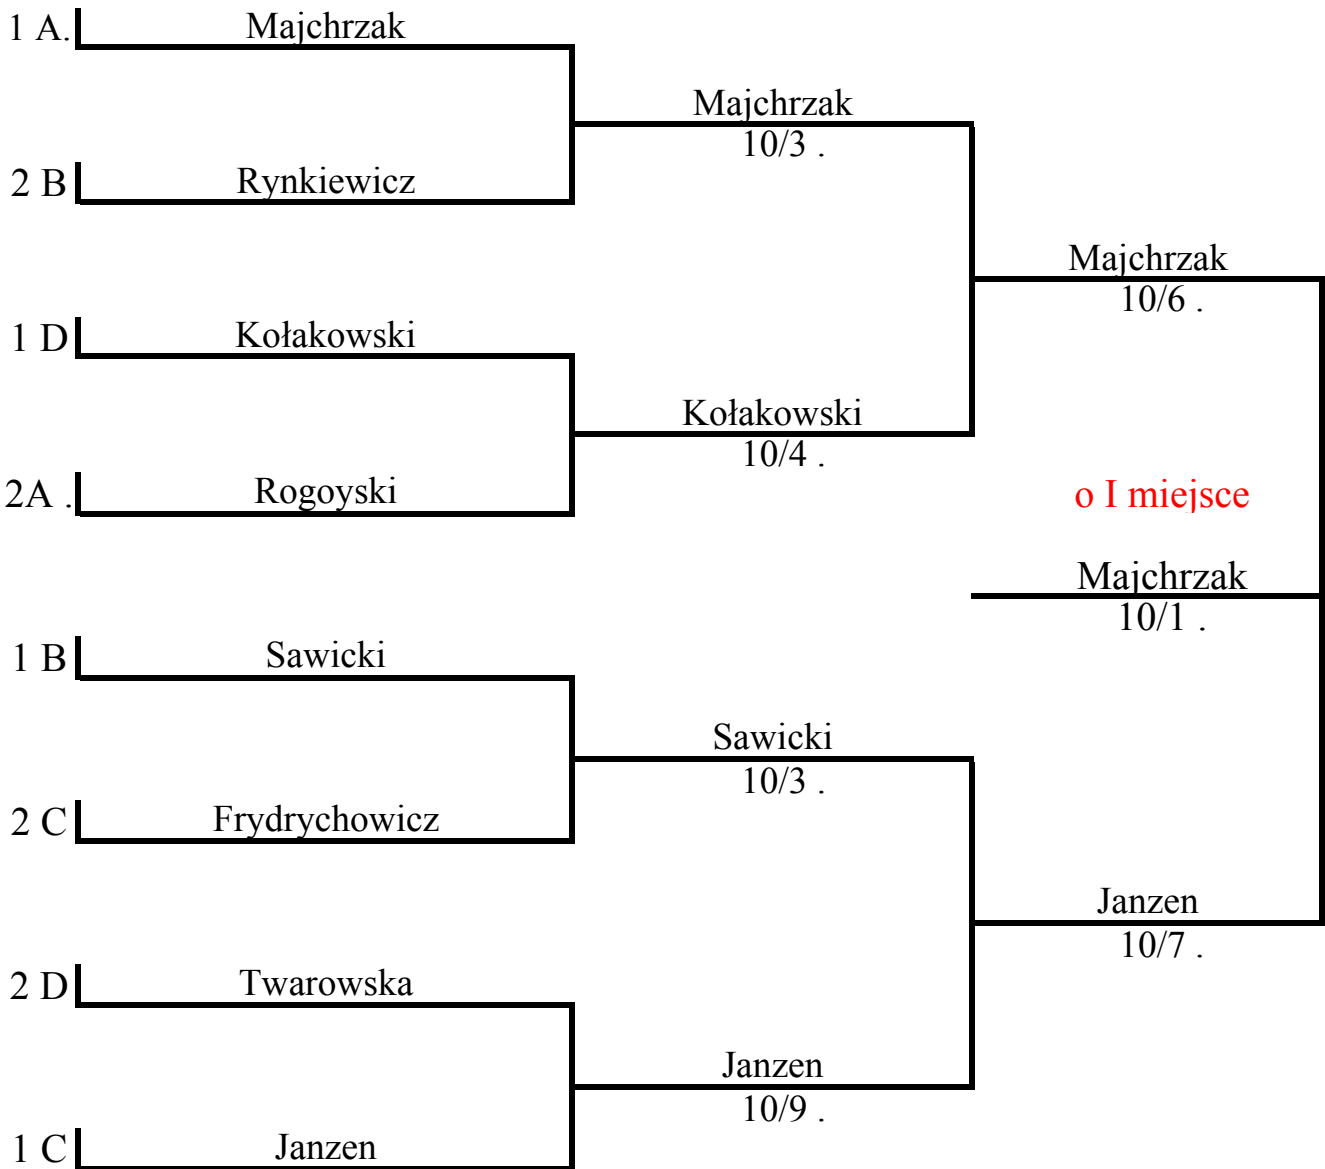 1 A. Majchrzak
Majchrzak
10/3 .
2 B Rynkiewicz
Majchrzak
10/6 .
1 D Kołakowski
Kołakowski
10/4 .
2A . Rogoyski
o I miejsce
Majchrzak
10/1 .
1 B Sawicki
Sawicki
10/3 .
2 C Frydrychowicz
Janzen
10/7 .
2 D Twarowska
Janzen
10/9 .
1 C Janzen